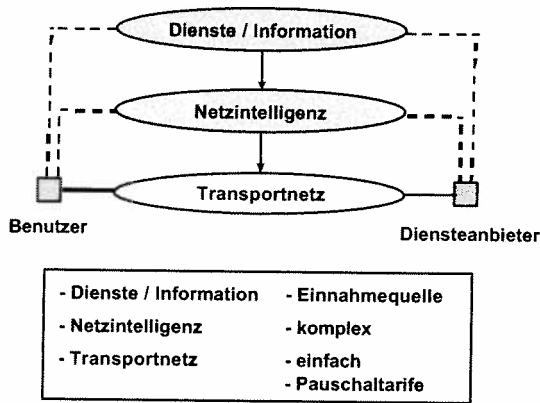 Dienste / Information
Netzintelligenz
Transportnetz
Benutzer
Diensteanbieter
- Dienste / Information - Einnahmequelle
- Netzintelligenz - komplex
- Transportnetz - einfach
- Pauschaltarife